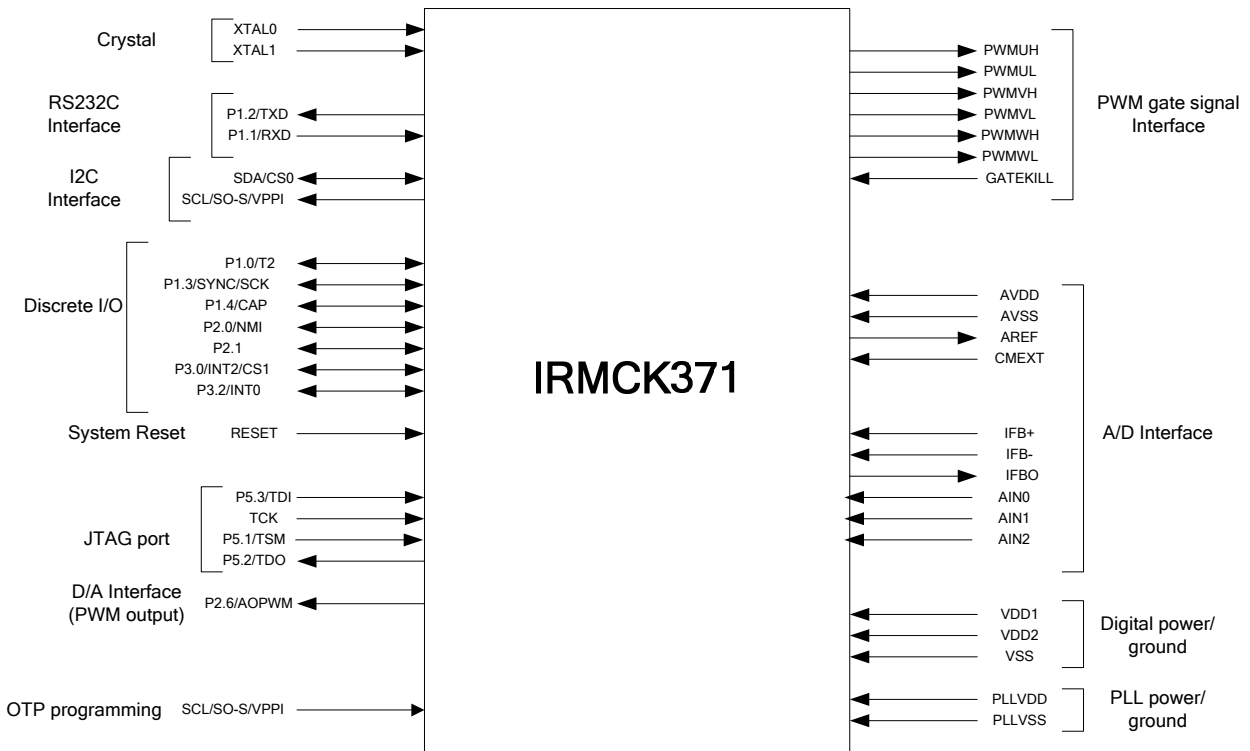 Crystal
XTAL0
XTAL1
RS232C
Interface
P1.2/TXD
P1.1/RXD
I2C
Interface
SDA/CS0
SCL/SO-S/VPPI
Discrete I/O
P1.0/T2
P1.3/SYNC/SCK
P1.4/CAP
P2.0/NMI
P2.1
P3.0/INT2/CS1
P3.2/INT0
System Reset
RESET
JTAG port
P5.3/TDI
TCK
P5.1/TSM
P5.2/TDO
D/A Interface
(PWM output)
P2.6/AOPWM
OTP programming
SCL/SO-S/VPPI
IRMCK371
PWMUH
PWMUL
PWMVH
PWMVL
PWMWH
PWMWL
GATEKILL
PWM gate signal
Interface
AVDD
AVSS
AREF
CMEXT
IFB+
IFB-
IFBO
AIN0
AIN1
AIN2
A/D Interface
VDD1
VDD2
VSS
Digital power/
ground
PLLVDD
PLLVSS
PLL power/
ground